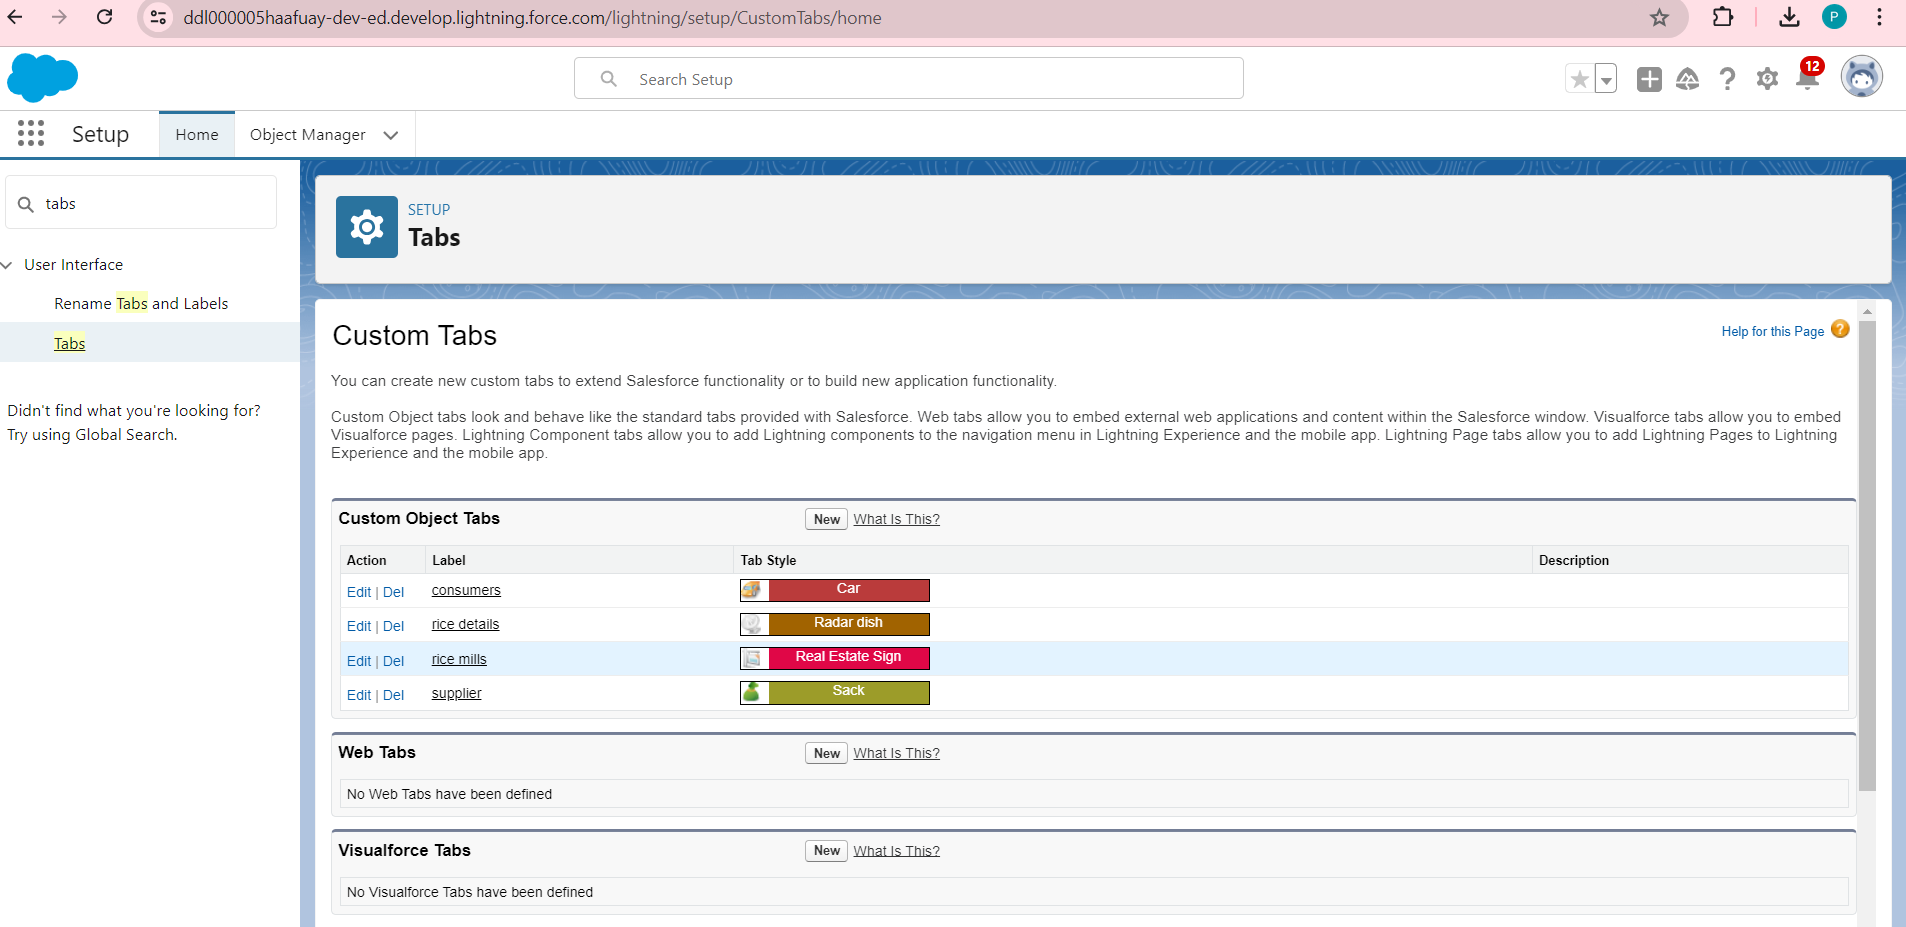 ddl000005haafuay-dev-ed.develop.lightning.force.com/lightning/setup/CustomTabs/home
P
Search Setup
12
Setup
Home
Object Manager
tabs
User Interface
Rename Tabs and Labels
Tabs
Didn't find what you're looking for?
Try using Global Search.
SETUP
Tabs
Custom Tabs
Help for this Page ?
You can create new custom tabs to extend Salesforce functionality or to build new application functionality.
Custom Object tabs look and behave like the standard tabs provided with Salesforce. Web tabs allow you to embed external web applications and content within the Salesforce window. Visualforce tabs allow you to embed
Visualforce pages. Lightning Component tabs allow you to add Lightning components to the navigation menu in Lightning Experience and the mobile app. Lightning Page tabs allow you to add Lightning Pages to Lightning
Experience and the mobile app.
Custom Object Tabs New What Is This?
Action Label Tab Style Description
Edit | Del consumers Car
Edit | Del rice details Radar dish
Edit | Del rice mills Real Estate Sign
Edit | Del supplier Sack
Web Tabs New What Is This?
No Web Tabs have been defined
Visualforce Tabs New What Is This?
No Visualforce Tabs have been defined